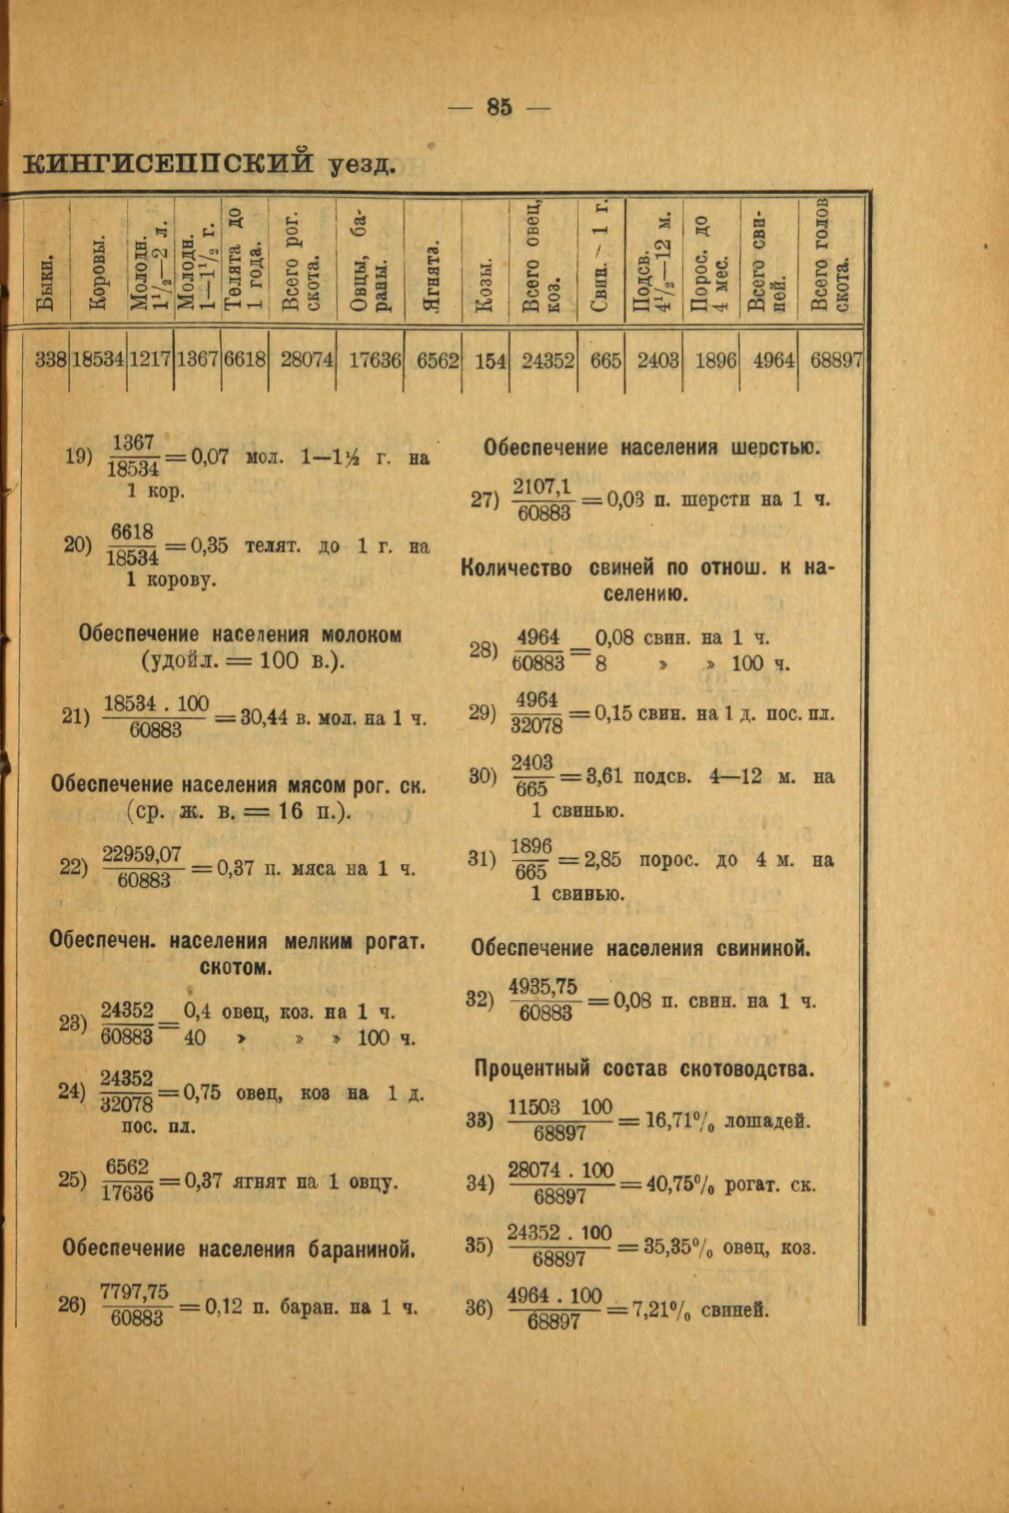 — 85 —
КИНГИСЕППСКИЙ уезд.
Быки. | Коровы. | Молодн. 1¹/₂—2 л. | Молодн. 1—1¹/₂ г. | Телята до 1 года. | Всего рог. скота. | Овцы, бараны. | Ягнята. | Козы. | Всего овец, коз. | Свин. ~ 1 г. | Подсв. 4¹/₂—12 м. | Порос. до 4 мес. | Всего свиней. | Всего голов скота.
338 | 18534 | 1217 | 1367 | 6618 | 28074 | 17636 | 6562 | 154 | 24352 | 665 | 2403 | 1896 | 4964 | 68897
19) 1367/18534 = 0,07 мол. 1—1½ г. на
1 кор.
20) 6618/18534 = 0,35 телят. до 1 г. на
1 корову.
Обеспечение населения молоком
(удойл. = 100 в.).
21) 18534 . 100/60883 = 30,44 в. мол. на 1 ч.
Обеспечение населения мясом рог. ск.
(ср. ж. в. = 16 п.).
22) 22959,07/60883 = 0,37 п. мяса на 1 ч.
Обеспечен. населения мелким рогат.
скотом.
23) 24352/60883 = 0,4 овец, коз. на 1 ч.
40 » » » 100 ч.
24) 24352/32078 = 0,75 овец, коз на 1 д.
пос. пл.
25) 6562/17636 = 0,37 ягнят на 1 овцу.
Обеспечение населения бараниной.
26) 7797,75/60883 = 0,12 п. баран. на 1 ч.
Обеспечение населения шерстью.
27) 2107,1/60883 = 0,03 п. шерсти на 1 ч.
Количество свиней по отнош. к на-
селению.
28) 4964/60883 = 0,08 свин. на 1 ч.
8 » » 100 ч.
29) 4964/32078 = 0,15 свин. на 1 д. пос. пл.
30) 2403/665 = 3,61 подсв. 4—12 м. на
1 свинью.
31) 1896/665 = 2,85 порос. до 4 м. на
1 свинью.
Обеспечение населения свининой.
32) 4935,75/60883 = 0,08 п. свин. на 1 ч.
Процентный состав скотоводства.
33) 11503 100/68897 = 16,71% лошадей.
34) 28074 . 100/68897 = 40,75% рогат. ск.
35) 24352 . 100/68897 = 35,35% овец, коз.
36) 4964 . 100/68897 = 7,21% свиней.